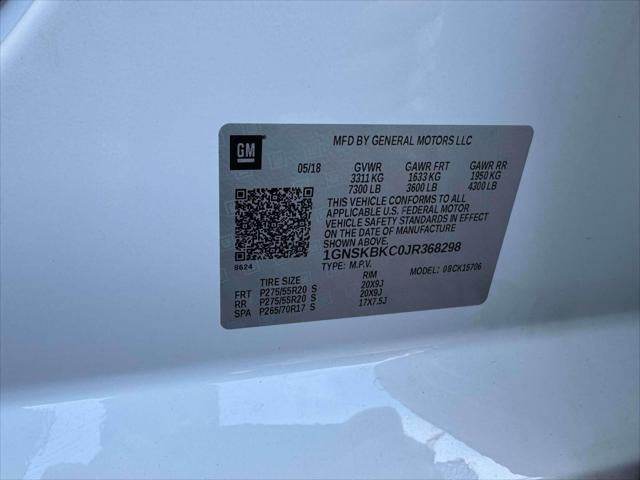 GM
MFD BY GENERAL MOTORS LLC
05/18 GVWR GAWR FRT GAWR RR
3311 KG 1633 KG 1950 KG
7300 LB 3600 LB 4300 LB
THIS VEHICLE CONFORMS TO ALL
APPLICABLE U.S. FEDERAL MOTOR
VEHICLE SAFETY STANDARDS IN EFFECT
ON THE DATE OF MANUFACTURE
SHOWN ABOVE.
1GNSKBKC0JR368298
8624 TYPE: M.P.V. MODEL: 08CK15706
TIRE SIZE RIM
FRT P275/55R20 S 20X9J
RR P275/55R20 S 20X9J
SPA P265/70R17 S 17X7.5J